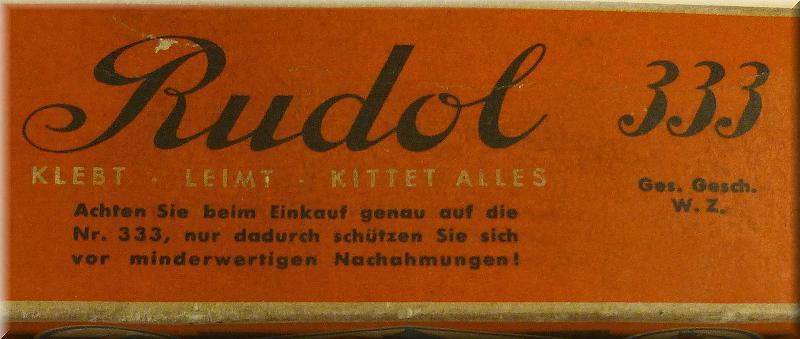 Rudol 333
KLEBT - LEIMT - KITTET ALLES
Achten Sie beim Einkauf genau auf die
Nr. 333, nur dadurch schützen Sie sich
vor minderwertigen Nachahmungen!
Ges. Gesch.
W. Z.